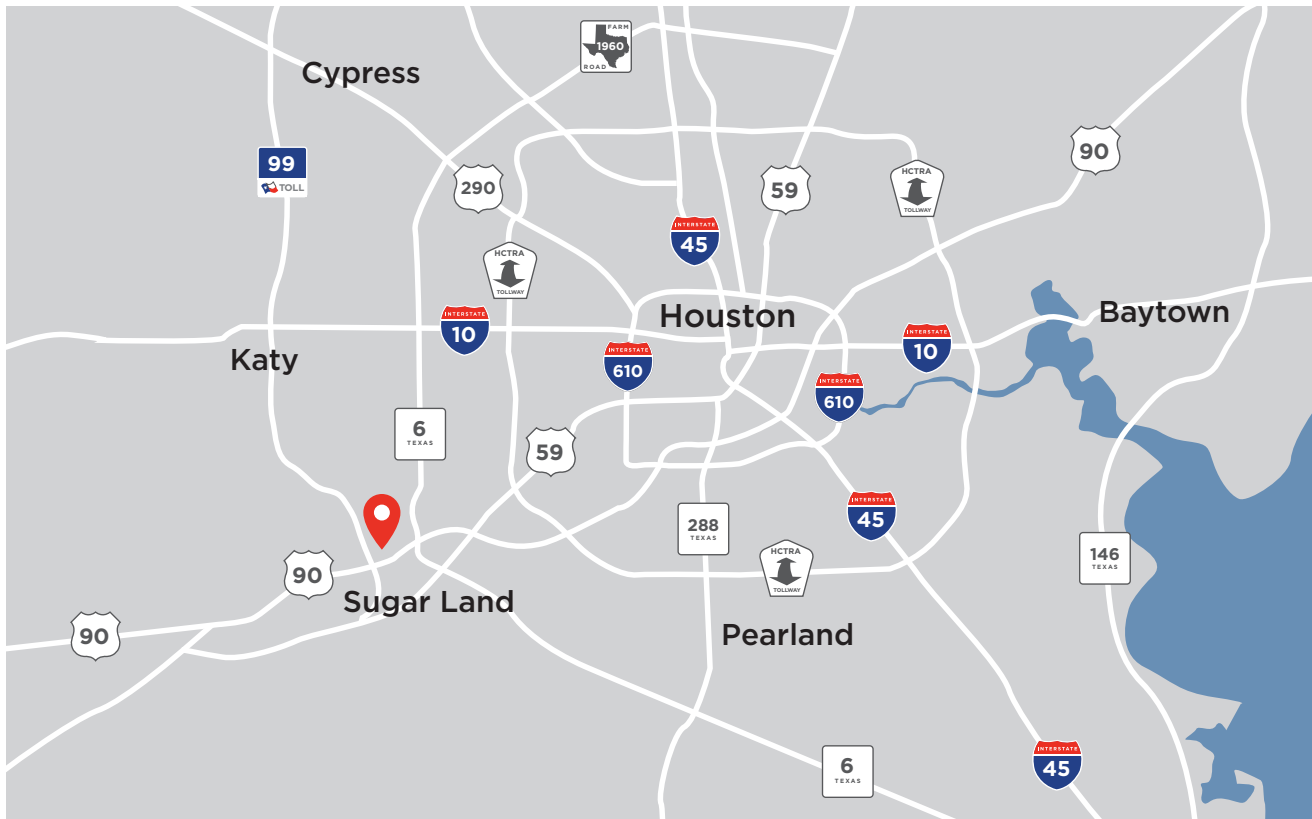 FARM
1960
ROAD
Cypress
99
TOLL
290
59
HCTRA
TOLLWAY
90
INTERSTATE
45
HCTRA
TOLLWAY
INTERSTATE
10
Houston
Baytown
INTERSTATE
10
Katy
INTERSTATE
610
INTERSTATE
610
6
TEXAS
59
INTERSTATE
45
288
TEXAS
HCTRA
TOLLWAY
146
TEXAS
90
Sugar Land
90
Pearland
6
TEXAS
INTERSTATE
45